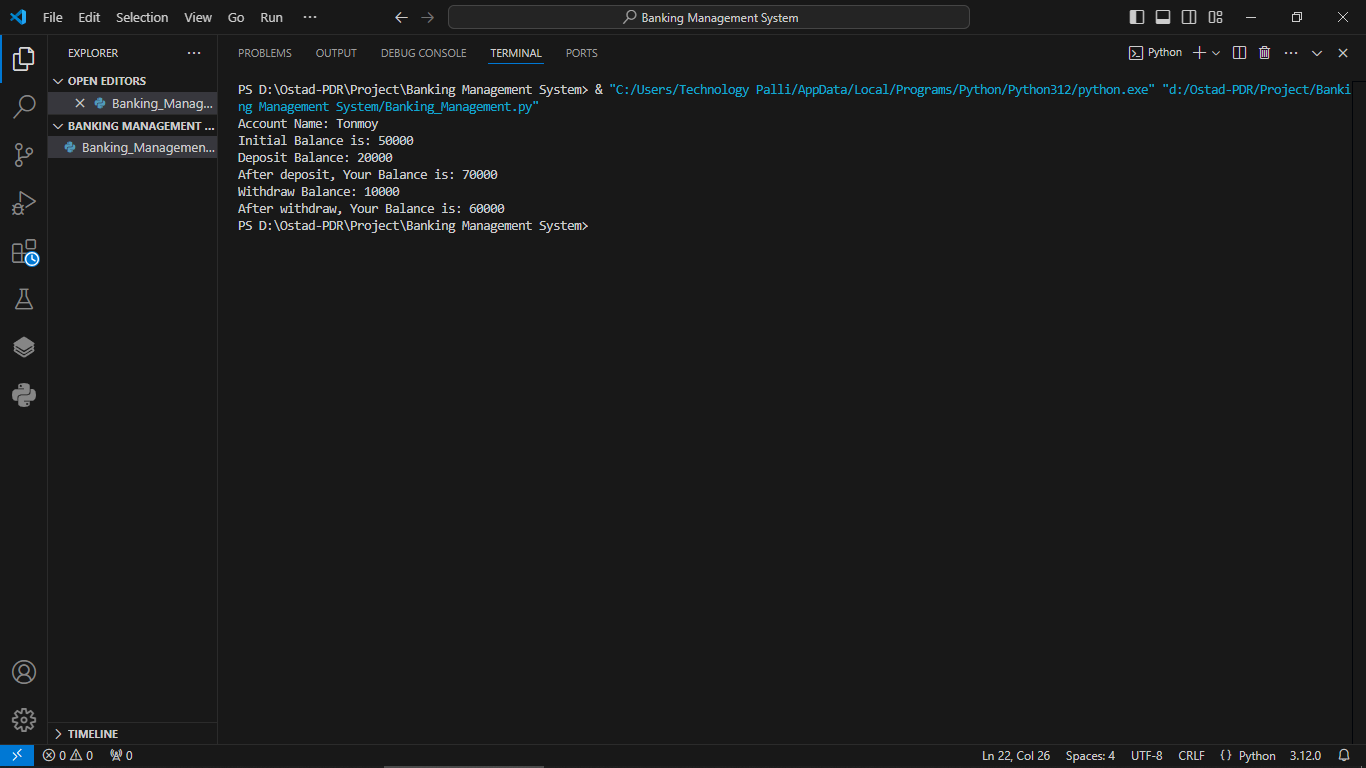 File Edit Selection View Go Run ···
Banking Management System
EXPLORER ···
OPEN EDITORS
Banking_Manag...
BANKING MANAGEMENT ...
Banking_Managemen...
PROBLEMS OUTPUT DEBUG CONSOLE TERMINAL PORTS
Python
PS D:\Ostad-PDR\Project\Banking Management System> & "C:/Users/Technology Palli/AppData/Local/Programs/Python/Python312/python.exe" "d:/Ostad-PDR/Project/Banki
ng Management System/Banking_Management.py"
Account Name: Tonmoy
Initial Balance is: 50000
Deposit Balance: 20000
After deposit, Your Balance is: 70000
Withdraw Balance: 10000
After withdraw, Your Balance is: 60000
PS D:\Ostad-PDR\Project\Banking Management System>
TIMELINE
0 0 0
Ln 22, Col 26 Spaces: 4 UTF-8 CRLF {} Python 3.12.0